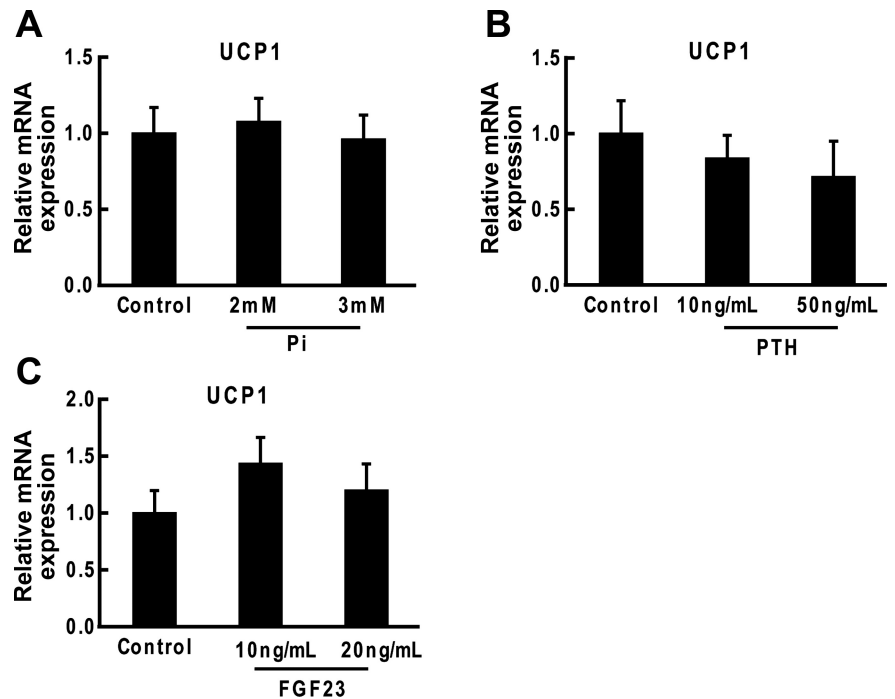 A
UCP1
Relative mRNA
expression
1.5
1.0
0.5
0.0
Control 2mM 3mM
Pi
B
UCP1
Relative mRNA
expression
1.5
1.0
0.5
0.0
Control 10ng/mL 50ng/mL
PTH
C
UCP1
Relative mRNA
expression
2.0
1.5
1.0
0.5
0.0
Control 10ng/mL 20ng/mL
FGF23